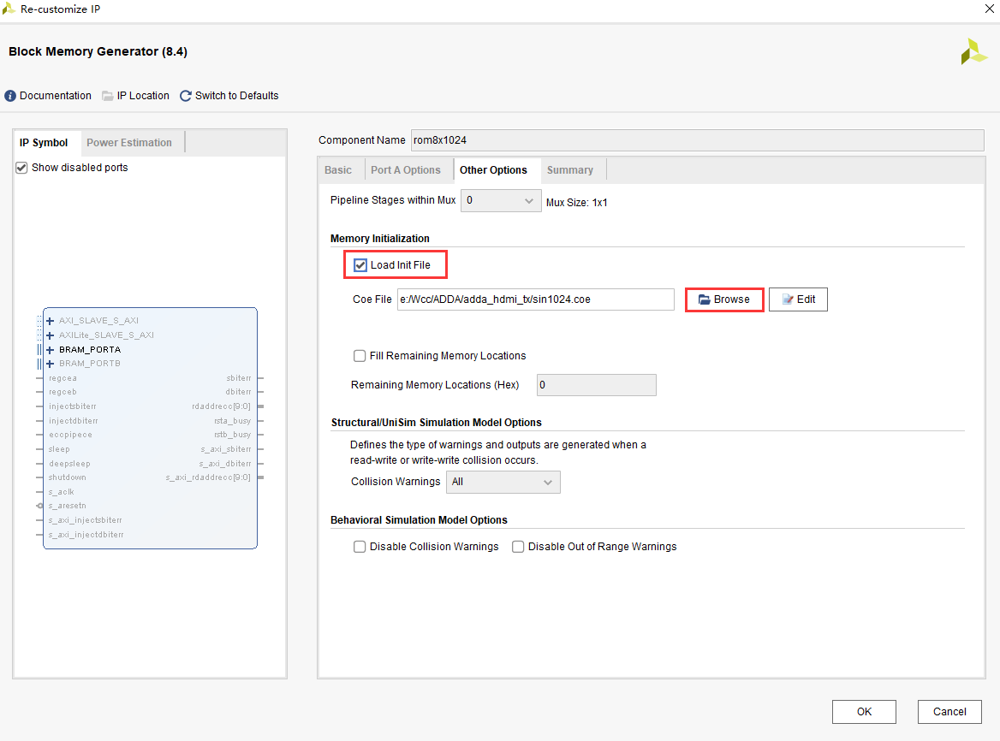 Re-customize IP
Block Memory Generator (8.4)
Documentation IP Location Switch to Defaults
IP Symbol Power Estimation
Show disabled ports
AXI_SLAVE_S_AXI
AXILite_SLAVE_S_AXI
BRAM_PORTA
BRAM_PORTB
regcea sbiterr
regceb dbiterr
injectsbiterr rdaddrecc[9:0]
injectdbiterr rsta_busy
eccpipece rstb_busy
sleep s_axi_sbiterr
deepsleep s_axi_dbiterr
shutdown s_axi_rdaddrecc[9:0]
s_aclk
s_aresetn
s_axi_injectsbiterr
s_axi_injectdbiterr
Component Name rom8x1024
Basic Port A Options Other Options Summary
Pipeline Stages within Mux 0 Mux Size: 1x1
Memory Initialization
Load Init File
Coe File e:/Wcc/ADDA/adda_hdmi_tx/sin1024.coe Browse Edit
Fill Remaining Memory Locations
Remaining Memory Locations (Hex) 0
Structural/UniSim Simulation Model Options
Defines the type of warnings and outputs are generated when a
read-write or write-write collision occurs.
Collision Warnings All
Behavioral Simulation Model Options
Disable Collision Warnings Disable Out of Range Warnings
OK Cancel